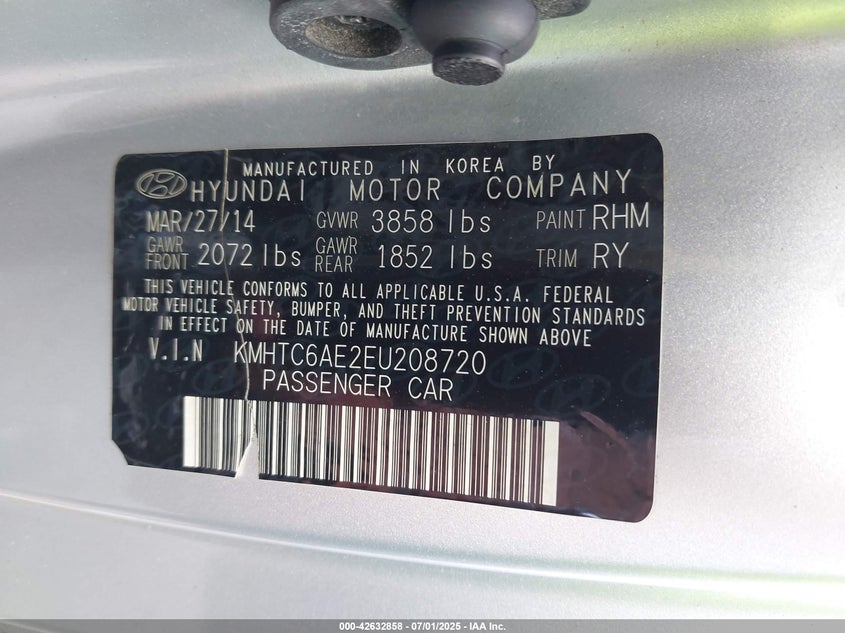 MANUFACTURED IN KOREA BY
HYUNDAI MOTOR COMPANY
MAR/27/14 GVWR 3858 lbs PAINT RHM
GAWR FRONT 2072 lbs GAWR REAR 1852 lbs TRIM RY
THIS VEHICLE CONFORMS TO ALL APPLICABLE U.S.A. FEDERAL
MOTOR VEHICLE SAFETY, BUMPER, AND THEFT PREVENTION STANDARDS
IN EFFECT ON THE DATE OF MANUFACTURE SHOWN ABOVE
V.I.N KMHTC6AE2EU208720
PASSENGER CAR
000-42632858 - 07/01/2025 - IAA Inc.